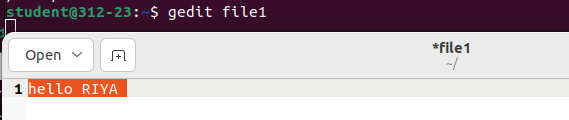 student@312-23:~$ gedit file1
Open
*file1
~/
1 hello RIYA